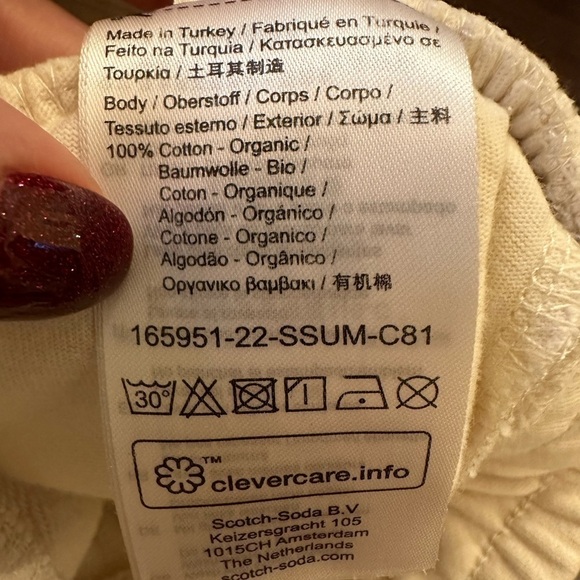 Made in Turkey / Fabriqué en Turquie /
Feito na Turquia / Κατασκευασμένο σε
Τουρκία / 土耳其制造
Body / Oberstoff / Corps / Corpo /
Tessuto esterno / Exterior / Σώμα / 主料
100% Cotton - Organic /
Baumwolle - Bio /
Coton - Organique /
Algodón - Orgánico /
Cotone - Organico /
Algodão - Orgânico /
Οργανικο βαμβακι / 有机棉
165951-22-SSUM-C81
30°
clevercare.info™
Scotch-Soda B.V
Keizersgracht 105
1015CH Amsterdam
The Netherlands
scotch-soda.com